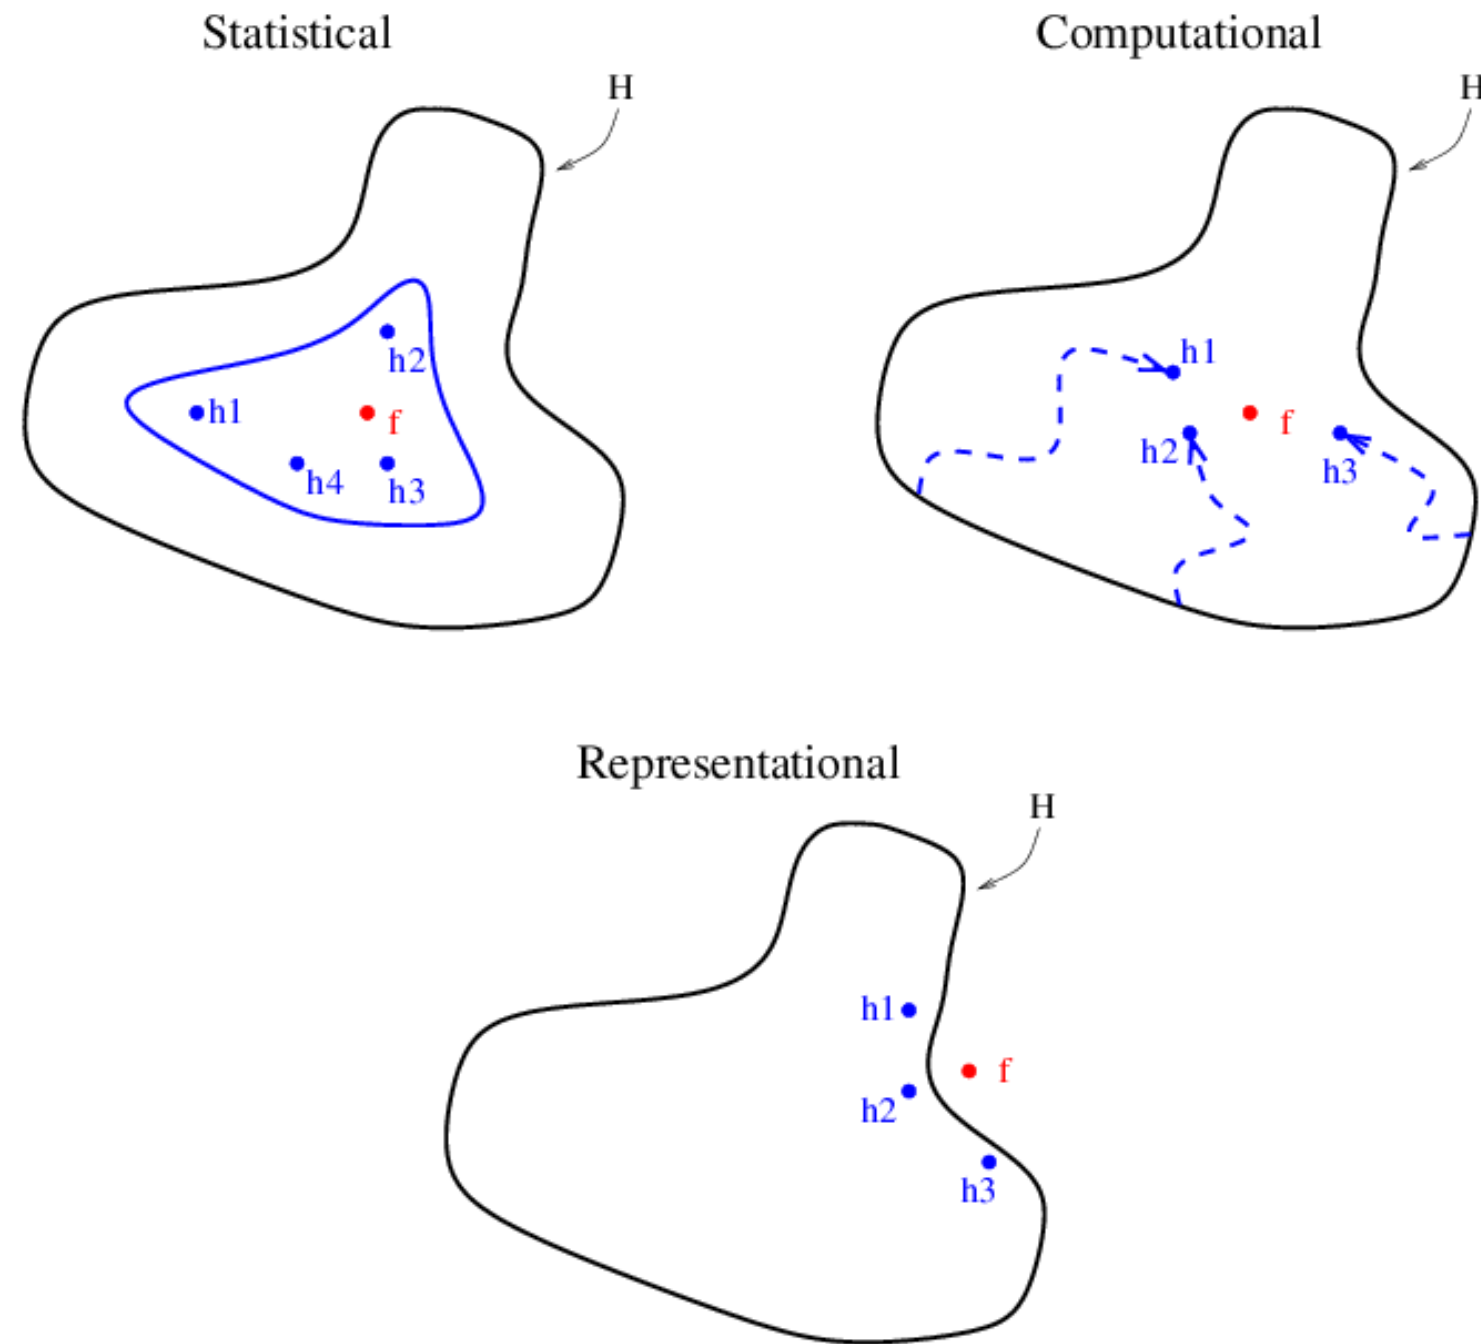 Statistical
H
h2
h1
f
h4
h3
Computational
H
h1
f
h2
h3
Representational
H
h1
f
h2
h3